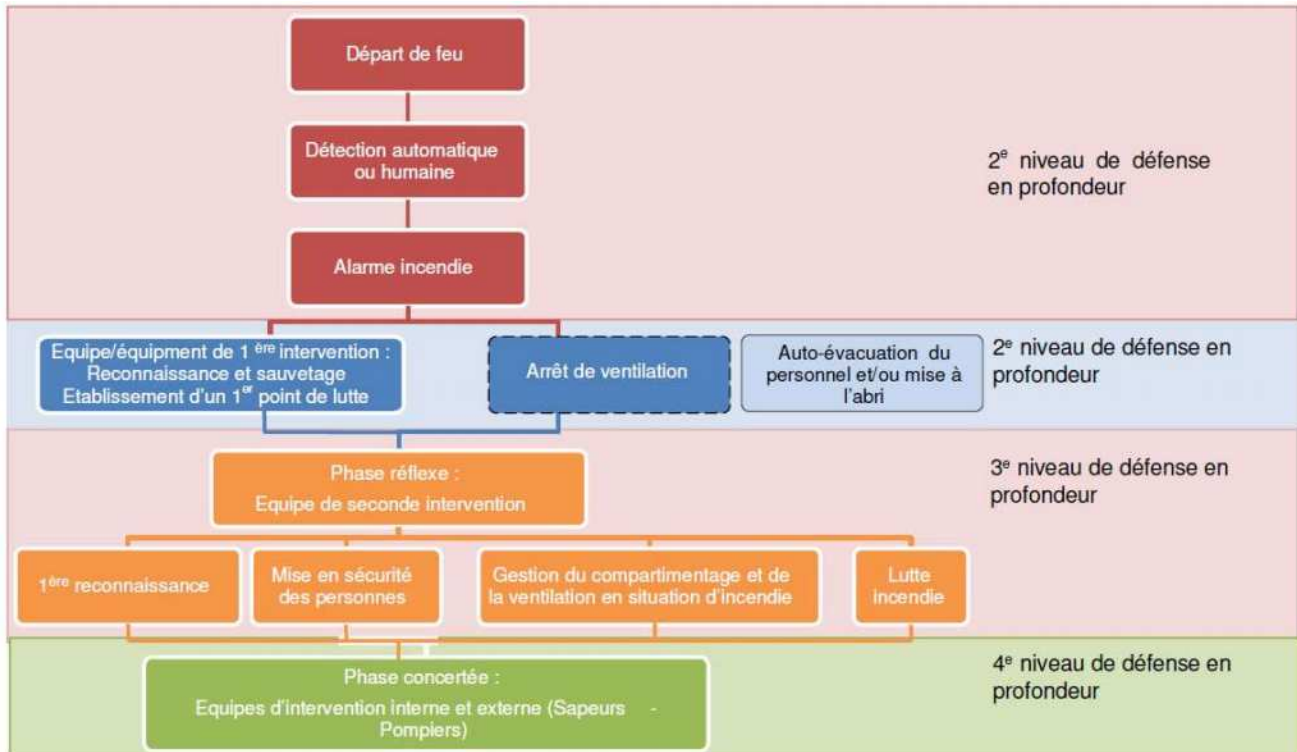 Départ de feu
Détection automatique
ou humaine
2e niveau de défense
en profondeur
Alarme incendie
Equipe/équipment de 1 ère intervention :
Reconnaissance et sauvetage
Etablissement d'un 1er point de lutte
Arrêt de ventilation
Auto-évacuation du
personnel et/ou mise à
l'abri
2e niveau de défense en
profondeur
Phase réflexe :
Equipe de seconde intervention
3e niveau de défense en
profondeur
1ère reconnaissance
Mise en sécurité
des personnes
Gestion du compartimentage et de
la ventilation en situation d'incendie
Lutte
incendie
Phase concertée :
Equipes d'intervention interne et externe (Sapeurs -
Pompiers)
4e niveau de défense en
profondeur